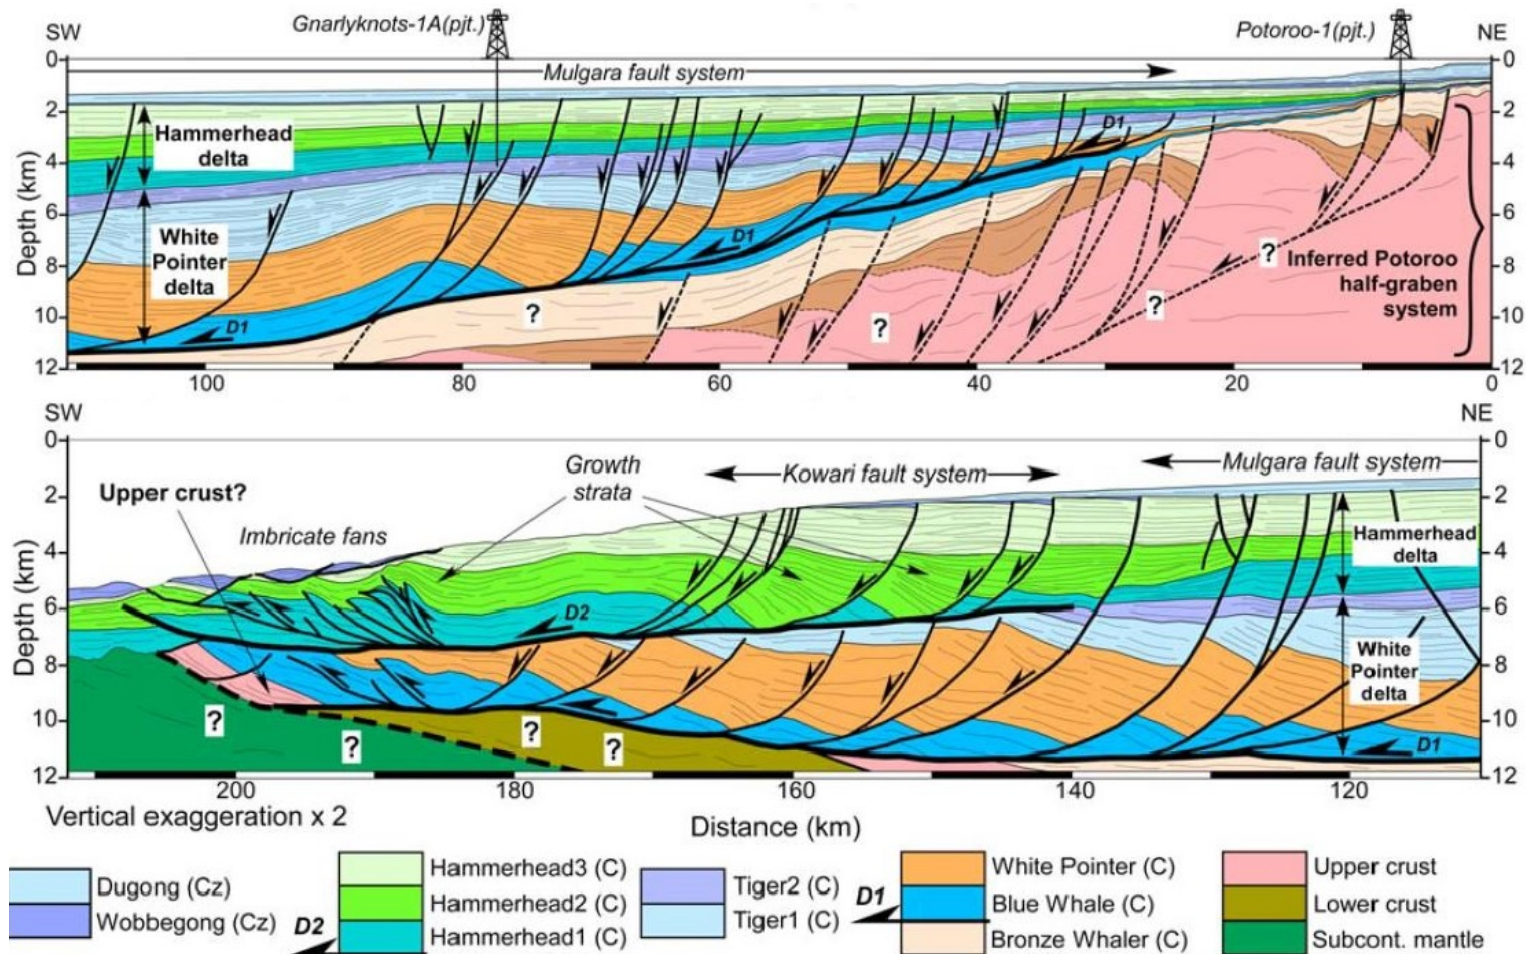 SW
Gnarlyknots-1A(pjt.)
Potoroo-1(pjt.)
NE
Mulgara fault system
0
2
4
6
8
10
12
Depth (km)
Hammerhead
delta
White
Pointer
delta
D1
D1
D1
?
?
?
?
Inferred Potoroo
half-graben
system
0
2
4
6
8
10
12
100
80
60
40
20
0
SW
NE
0
2
4
6
8
10
12
Depth (km)
Growth
strata
Kowari fault system
Mulgara fault system
Upper crust?
Imbricate fans
Hammerhead
delta
White
Pointer
delta
D2
D1
?
?
?
?
0
2
4
6
8
10
12
200
180
160
140
120
Vertical exaggeration x 2
Distance (km)
Dugong (Cz)
Wobbegong (Cz)
D2
Hammerhead3 (C)
Hammerhead2 (C)
Hammerhead1 (C)
Tiger2 (C)
Tiger1 (C)
D1
White Pointer (C)
Blue Whale (C)
Bronze Whaler (C)
Upper crust
Lower crust
Subcont. mantle